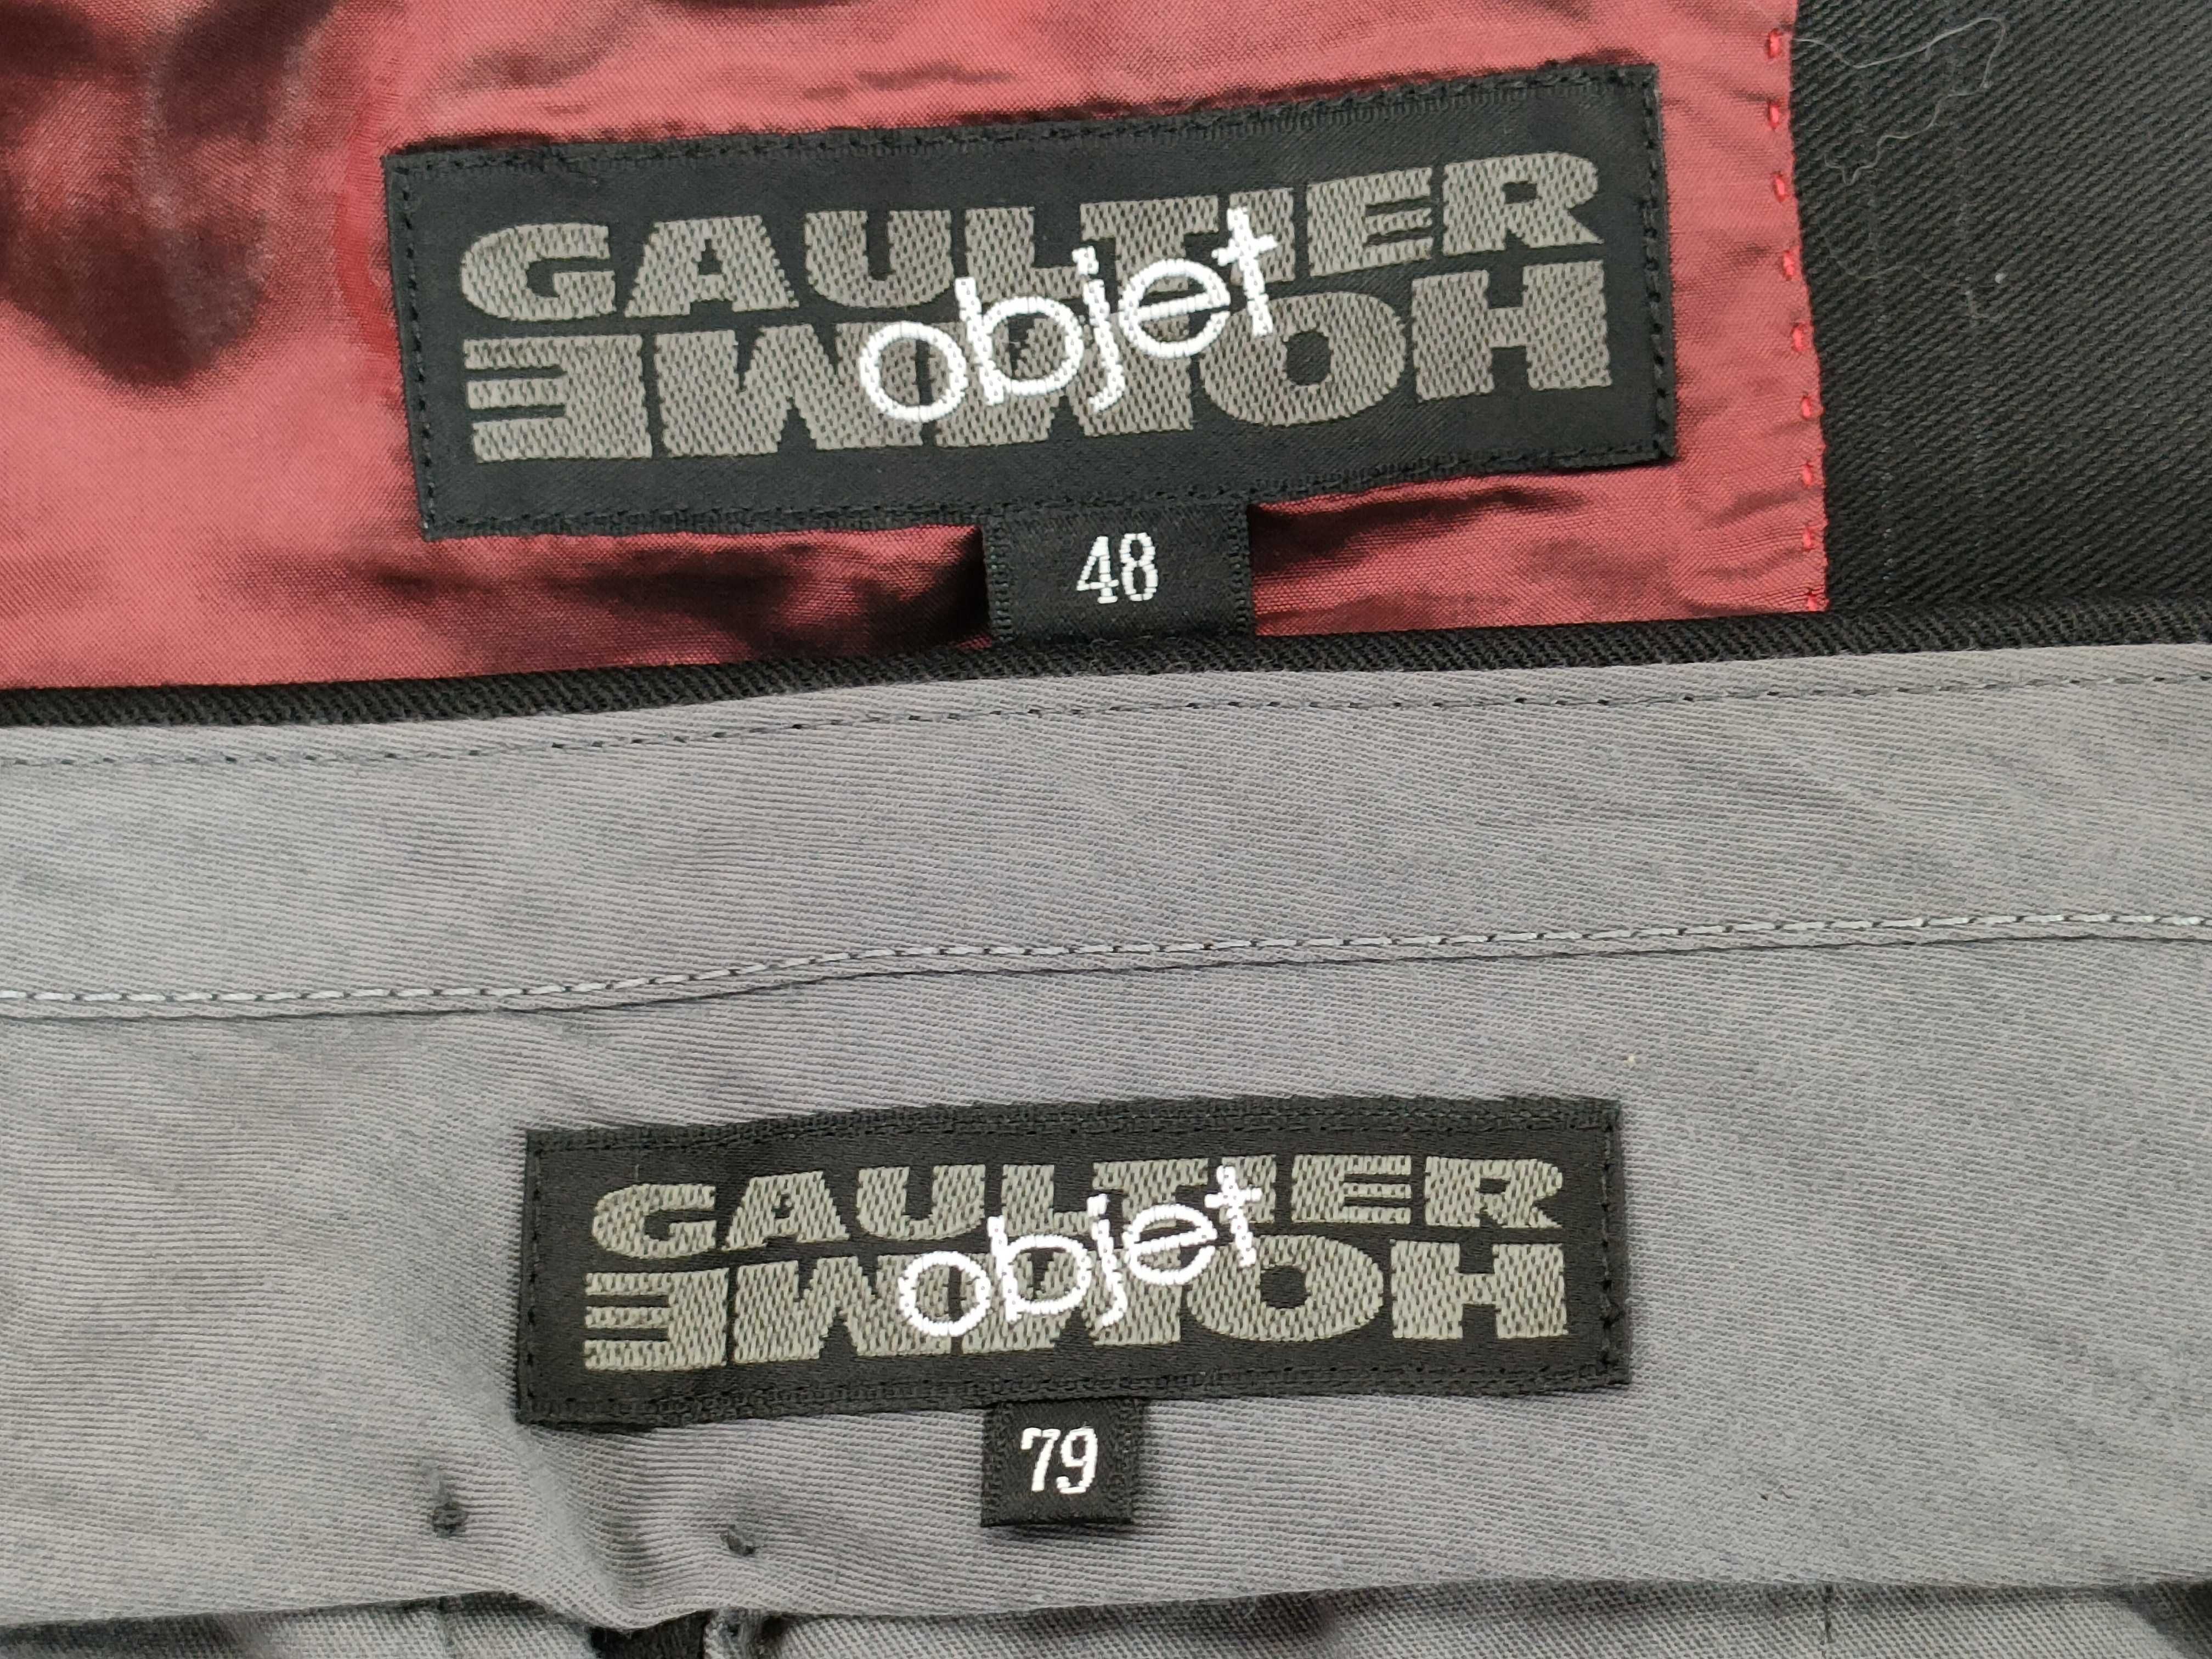 GAULTIER
objet
HOMME
48
GAULTIER
objet
HOMME
79